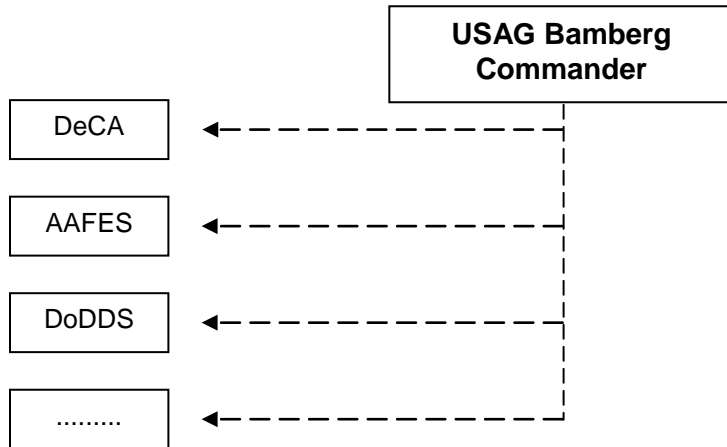 USAG Bamberg
Commander
DeCA
AAFES
DoDDS
.........